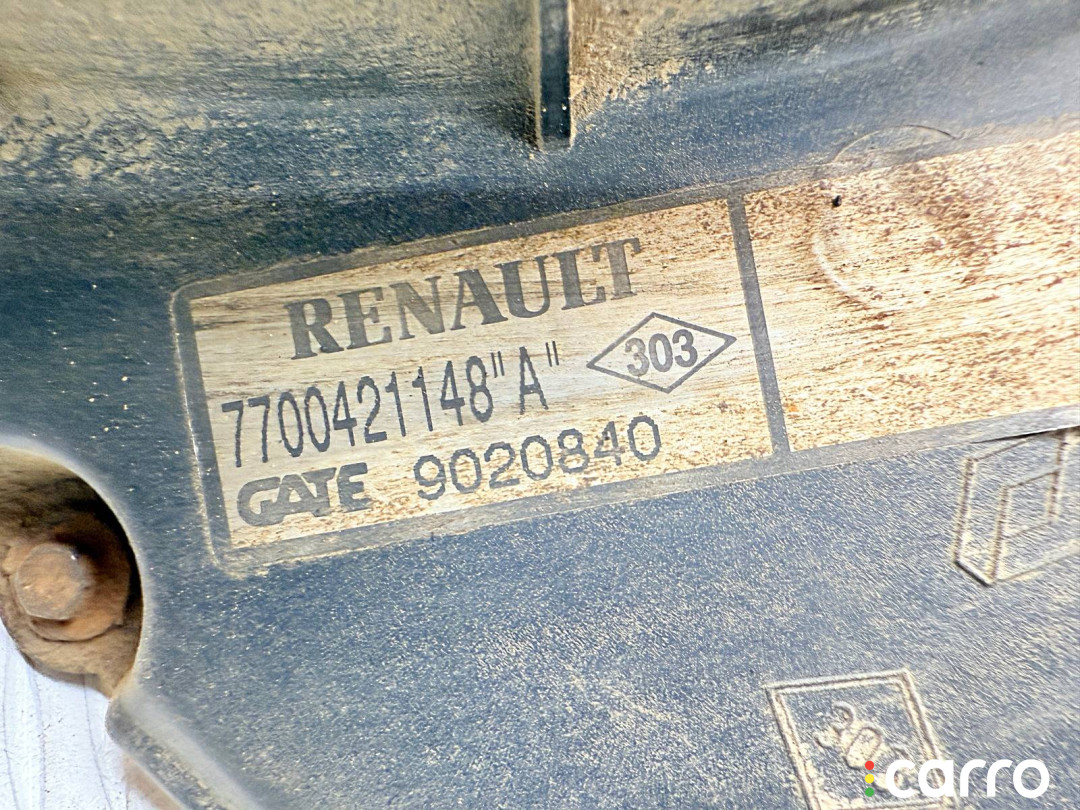 RENAULT
7700421148"A" 303
GATE 9020840
carro